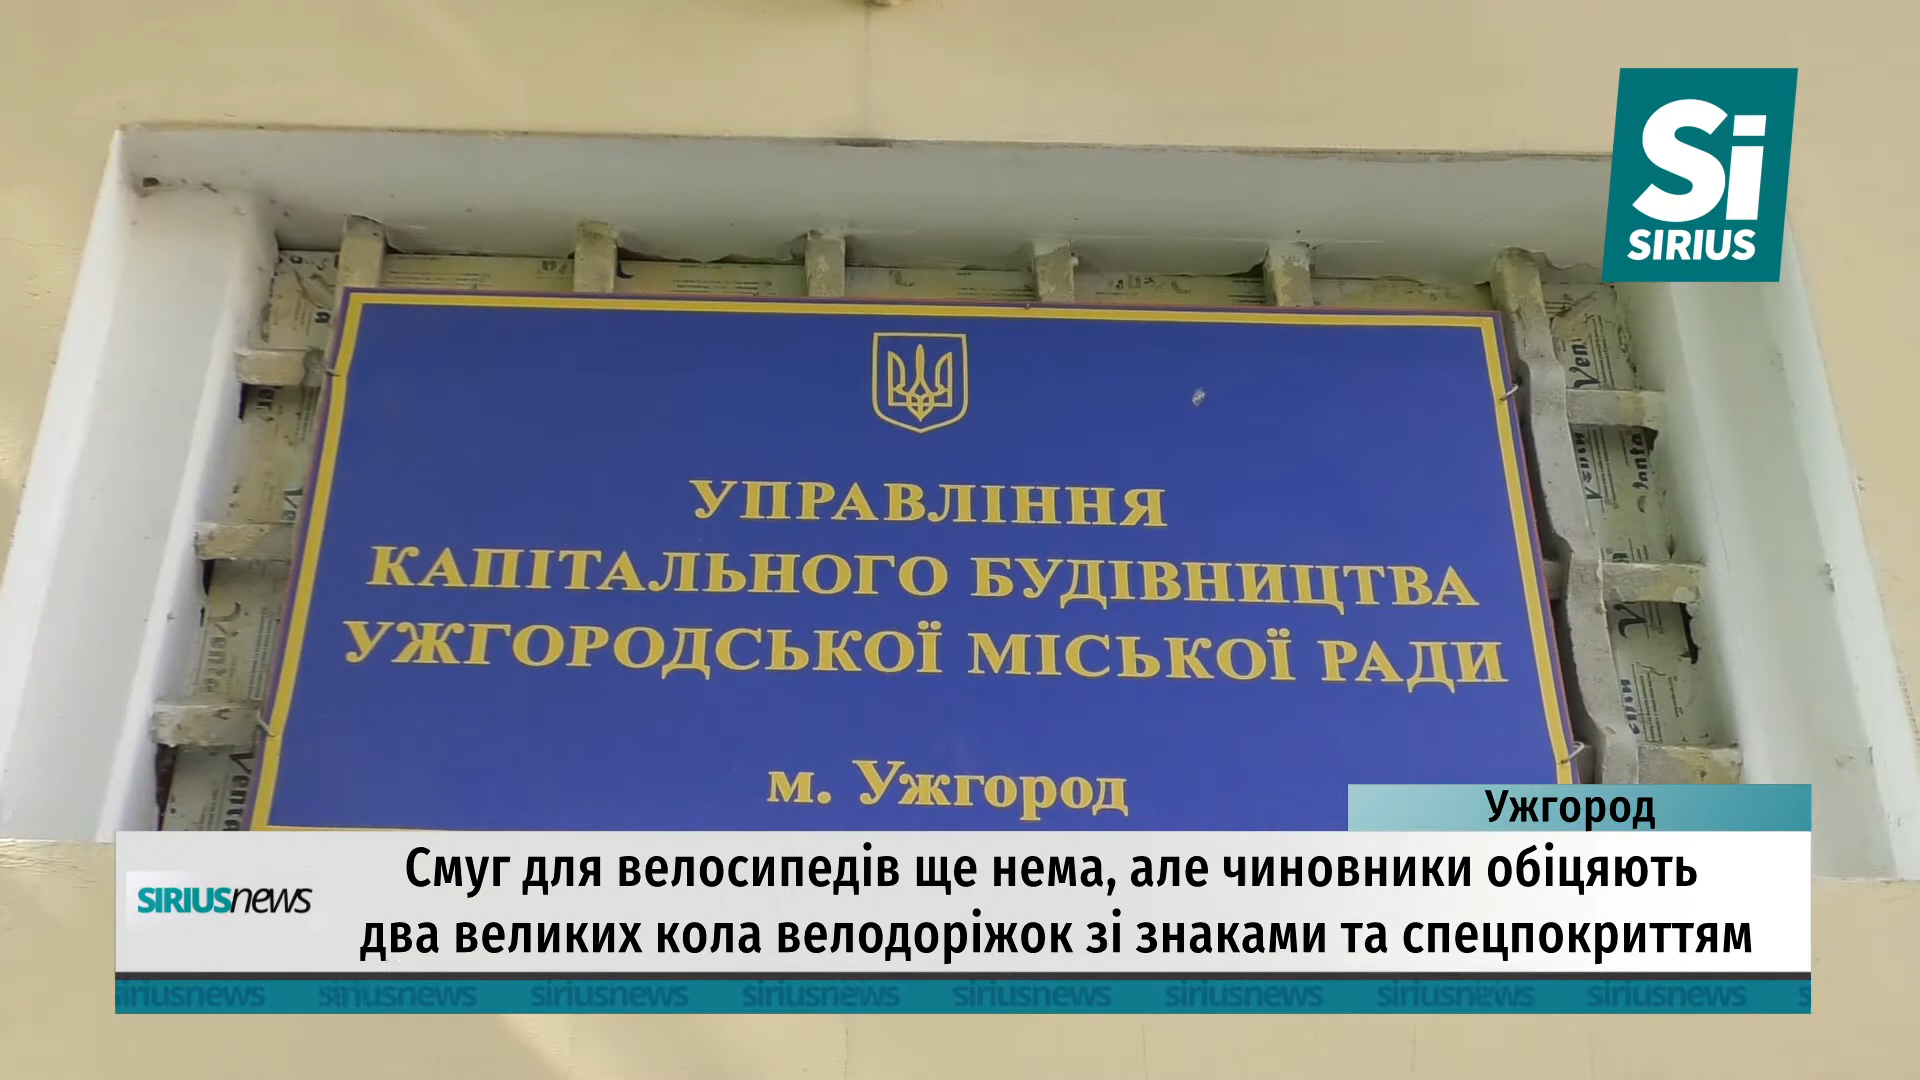 Si
SIRIUS
УПРАВЛІННЯ
КАПІТАЛЬНОГО БУДІВНИЦТВА
УЖГОРОДСЬКОЇ МІСЬКОЇ РАДИ
м. Ужгород
Ужгород
SIRIUSnews
Смуг для велосипедів ще нема, але чиновники обіцяють
два великих кола велодоріжок зі знаками та спецпокриттям
siriusnews siriusnews siriusnews siriusnews siriusnews siriusnews siriusnews siriusnews